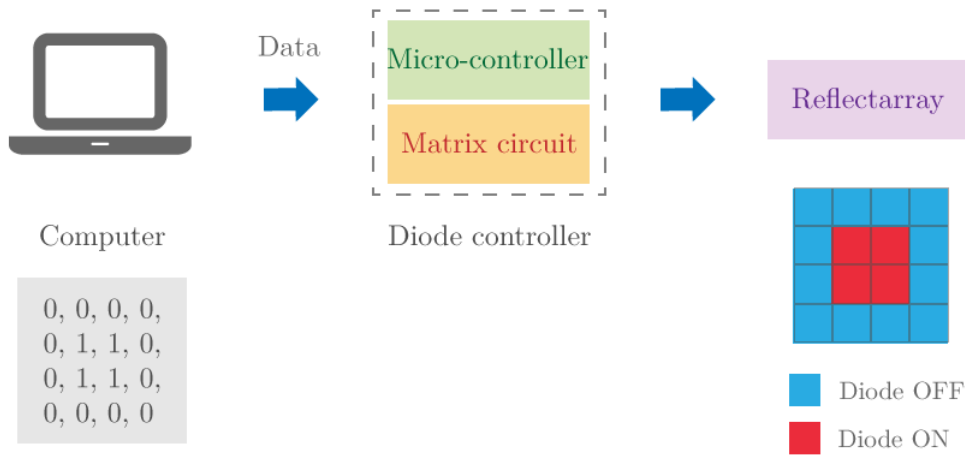 Data
Micro-controller
Matrix circuit
Reflectarray
Computer
Diode controller
0, 0, 0, 0,
0, 1, 1, 0,
0, 1, 1, 0,
0, 0, 0, 0
Diode OFF
Diode ON